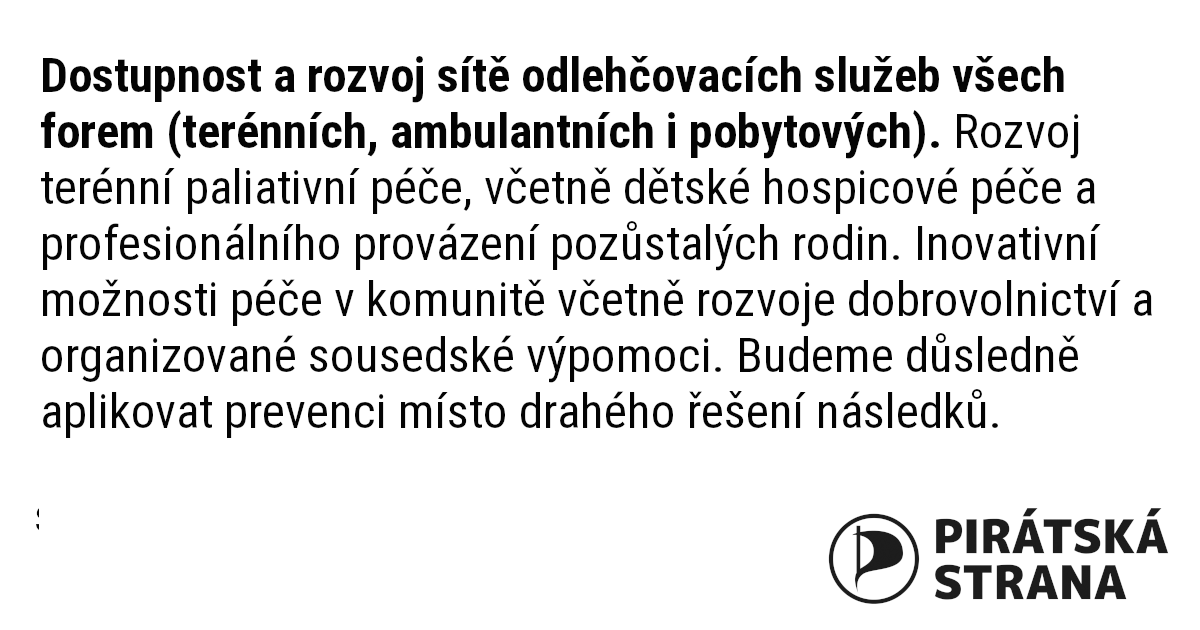 Dostupnost a rozvoj sítě odlehčovacích služeb všech
forem (terénních, ambulantních i pobytových). Rozvoj
terénní paliativní péče, včetně dětské hospicové péče a
profesionálního provázení pozůstalých rodin. Inovativní
možnosti péče v komunitě včetně rozvoje dobrovolnictví a
organizované sousedské výpomoci. Budeme důsledně
aplikovat prevenci místo drahého řešení následků.
PIRÁTSKÁ
STRANA